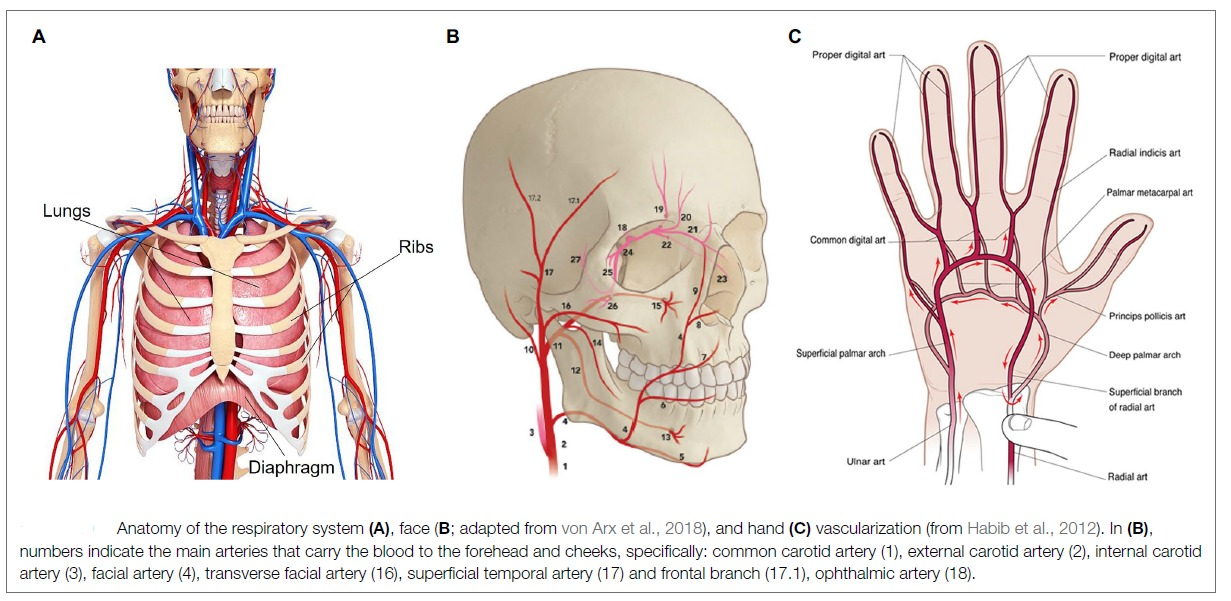 A
B
C
Lungs
Ribs
Diaphragm
17.2
17.1
19
20
18
21
24
22
27
17
25
23
9
26
16
15
8
4
10
11
14
7
12
6
4
4
3
13
2
5
1
Proper digital art
Proper digital art
Radial indicis art
Palmar metacarpal art
Common digital art
Princips pollicis art
Superficial palmar arch
Deep palmar arch
Superficial branch
of radial art
Ulnar art
Radial art
Anatomy of the respiratory system (A), face (B; adapted from von Arx et al., 2018), and hand (C) vascularization (from Habib et al., 2012). In (B),
numbers indicate the main arteries that carry the blood to the forehead and cheeks, specifically: common carotid artery (1), external carotid artery (2), internal carotid
artery (3), facial artery (4), transverse facial artery (16), superficial temporal artery (17) and frontal branch (17.1), ophthalmic artery (18).